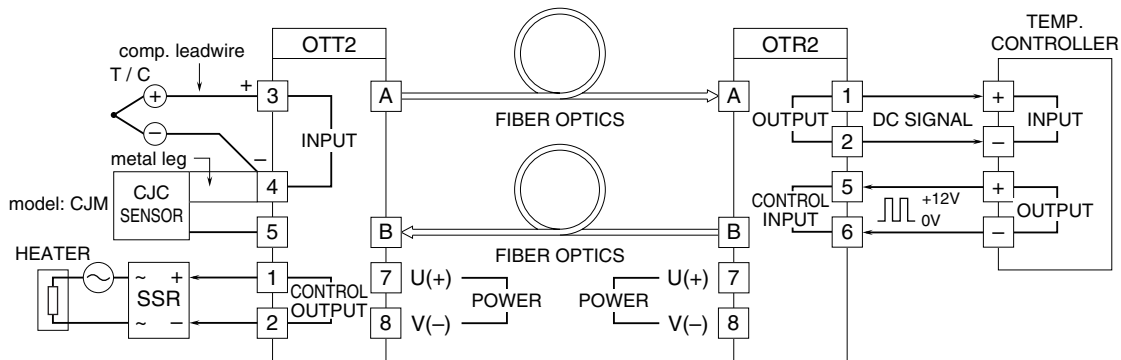 OTT2
OTR2
TEMP.
CONTROLLER
comp. leadwire
T / C
+
−
+
3
−
4
5
INPUT
metal leg
model: CJM
CJC
SENSOR
HEATER
~ +
SSR
~ −
1
2
CONTROL
OUTPUT
A
B
7
8
U(+)
V(−)
POWER
FIBER OPTICS
FIBER OPTICS
POWER
U(+)
V(−)
A
B
7
8
OUTPUT
1
2
DC SIGNAL
+
−
INPUT
CONTROL
INPUT
5
6
+12V
0V
+
−
OUTPUT